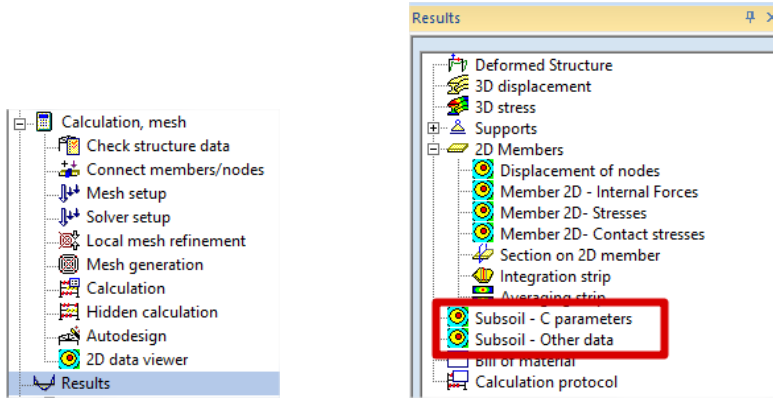 Calculation, mesh
Check structure data
Connect members/nodes
Mesh setup
Solver setup
Local mesh refinement
Mesh generation
Calculation
Hidden calculation
Autodesign
2D data viewer
Results
Results
Deformed Structure
3D displacement
3D stress
Supports
2D Members
Displacement of nodes
Member 2D - Internal Forces
Member 2D- Stresses
Member 2D- Contact stresses
Section on 2D member
Integration strip
Averaging strip
Subsoil - C parameters
Subsoil - Other data
Bill of material
Calculation protocol